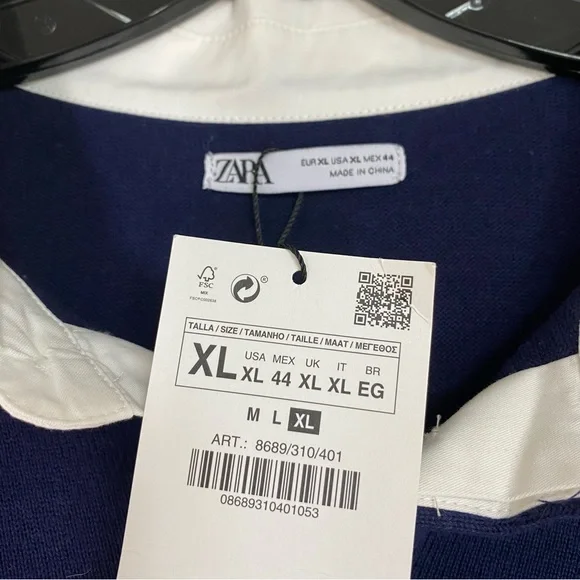 ZARA
EUR XL USA XL MEX 44
MADE IN CHINA
FSC
MIX
TALLA / SIZE / TAMANHO / TAILLE / MAAT / ΜΕΓΕΘΟΣ
USA MEX UK IT BR
XL XL 44 XL XL EG
M L XL
ART.: 8689/310/401
08689310401053